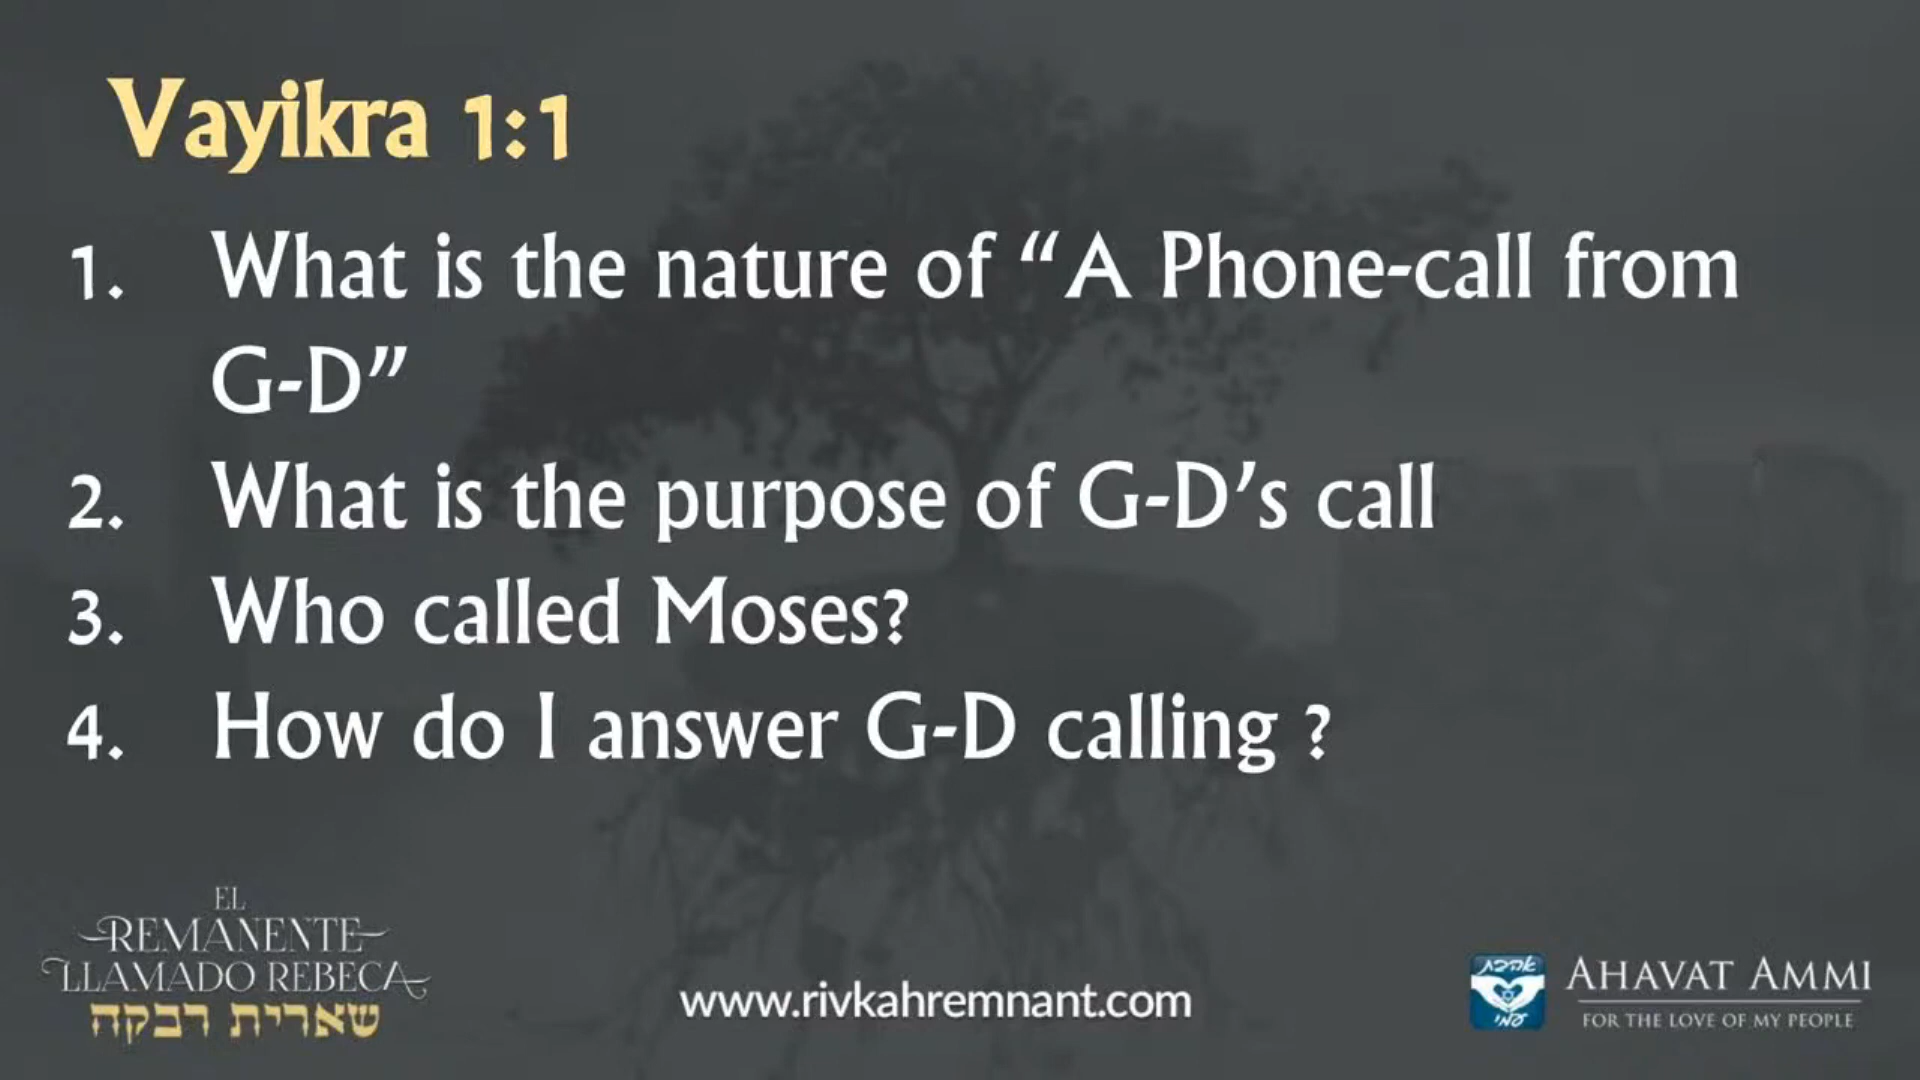 Vayikra 1:1
1. What is the nature of “A Phone-call from
G-D”
2. What is the purpose of G-D’s call
3. Who called Moses?
4. How do I answer G-D calling ?
EL
REMANENTE
LLAMADO REBECA
שארית רבקה
www.rivkahremnant.com
אהבת
עמי
AHAVAT AMMI
FOR THE LOVE OF MY PEOPLE